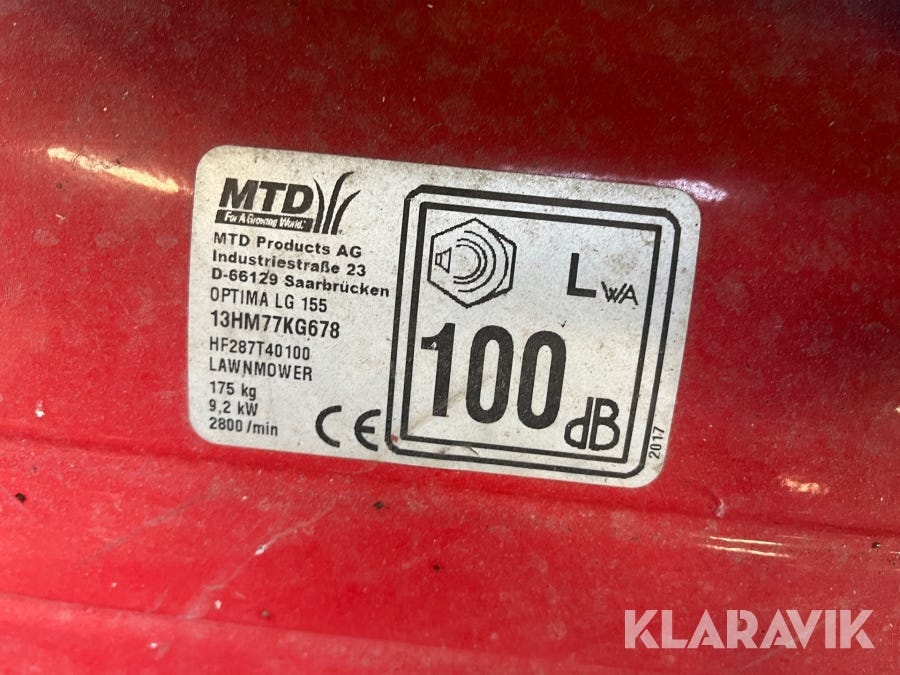 MTD
For A Growing World.
MTD Products AG
Industriestraße 23
D-66129 Saarbrücken
OPTIMA LG 155
13HM77KG678
HF287T40100
LAWNMOWER
175 kg
9,2 kW
2800/min
CE
LWA
100
dB
2017
KLARAVIK